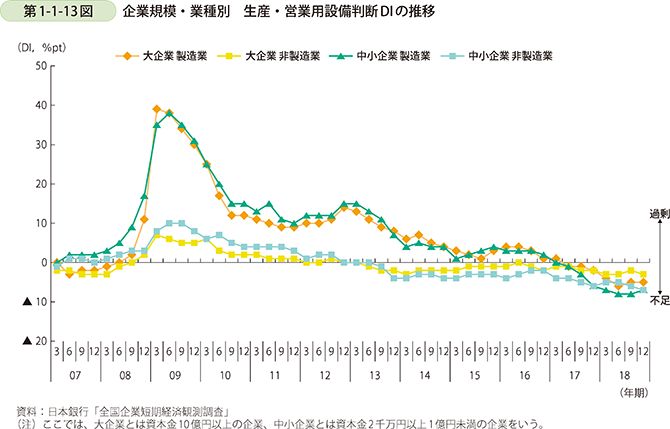 第1-1-13図 企業規模・業種別 生産・営業用設備判断DIの推移
(DI、%pt)
大企業 製造業 大企業 非製造業 中小企業 製造業 中小企業 非製造業
50
40
30
20
10
0
▲10
▲20
過剰
不足
3 6 9 12 3 6 9 12 3 6 9 12 3 6 9 12 3 6 9 12 3 6 9 12 3 6 9 12 3 6 9 12 3 6 9 12 3 6 9 12 3 6 9 12 3 6 9 12
07 08 09 10 11 12 13 14 15 16 17 18
(年期)
資料:日本銀行「全国企業短期経済観測調査」
(注)ここでは、大企業とは資本金10億円以上の企業、中小企業とは資本金2千万円以上1億円未満の企業をいう。